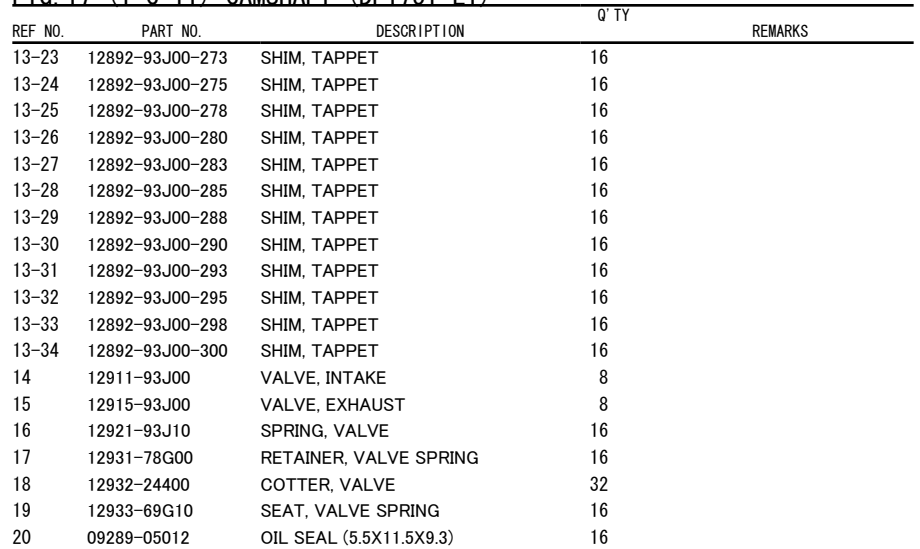 Q'TY
REF NO. PART NO. DESCRIPTION REMARKS
13-23 12892-93J00-273 SHIM, TAPPET 16
13-24 12892-93J00-275 SHIM, TAPPET 16
13-25 12892-93J00-278 SHIM, TAPPET 16
13-26 12892-93J00-280 SHIM, TAPPET 16
13-27 12892-93J00-283 SHIM, TAPPET 16
13-28 12892-93J00-285 SHIM, TAPPET 16
13-29 12892-93J00-288 SHIM, TAPPET 16
13-30 12892-93J00-290 SHIM, TAPPET 16
13-31 12892-93J00-293 SHIM, TAPPET 16
13-32 12892-93J00-295 SHIM, TAPPET 16
13-33 12892-93J00-298 SHIM, TAPPET 16
13-34 12892-93J00-300 SHIM, TAPPET 16
14 12911-93J00 VALVE, INTAKE 8
15 12915-93J00 VALVE, EXHAUST 8
16 12921-93J10 SPRING, VALVE 16
17 12931-78G00 RETAINER, VALVE SPRING 16
18 12932-24400 COTTER, VALVE 32
19 12933-69G10 SEAT, VALVE SPRING 16
20 09289-05012 OIL SEAL (5.5X11.5X9.3) 16